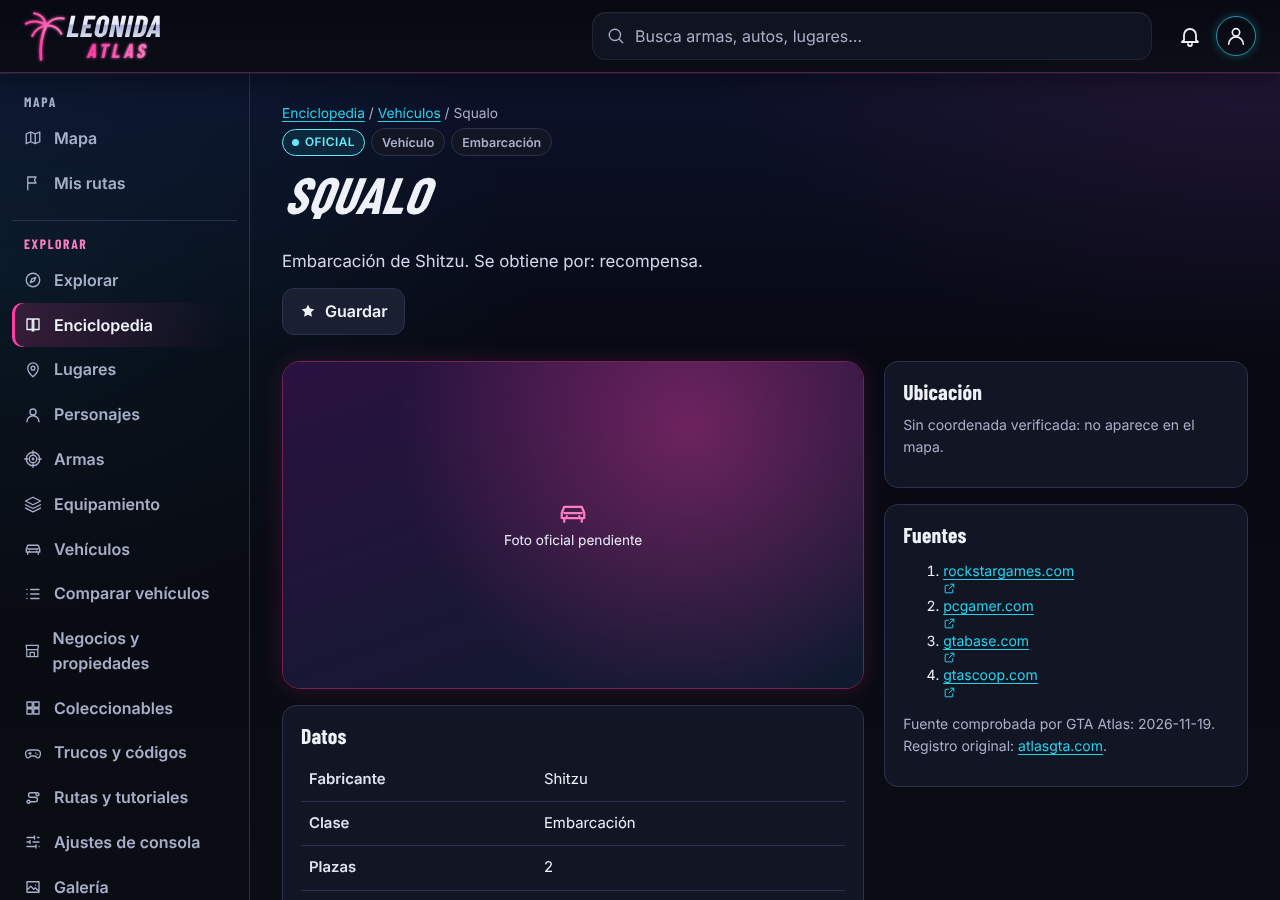 LEONIDA
ATLAS
Busca armas, autos, lugares...
MAPA
Mapa
Mis rutas
EXPLORAR
Explorar
Enciclopedia
Lugares
Personajes
Armas
Equipamiento
Vehículos
Comparar vehículos
Negocios y
propiedades
Coleccionables
Trucos y códigos
Rutas y tutoriales
Ajustes de consola
Galería
Enciclopedia / Vehículos / Squalo
OFICIAL Vehículo Embarcación
SQUALO
Embarcación de Shitzu. Se obtiene por: recompensa.
Guardar
Foto oficial pendiente
Datos
Fabricante Shitzu
Clase Embarcación
Plazas 2
Ubicación
Sin coordenada verificada: no aparece en el
mapa.
Fuentes
1. rockstargames.com
2. pcgamer.com
3. gtabase.com
4. gtascoop.com
Fuente comprobada por GTA Atlas: 2026-11-19.
Registro original: atlasgta.com.